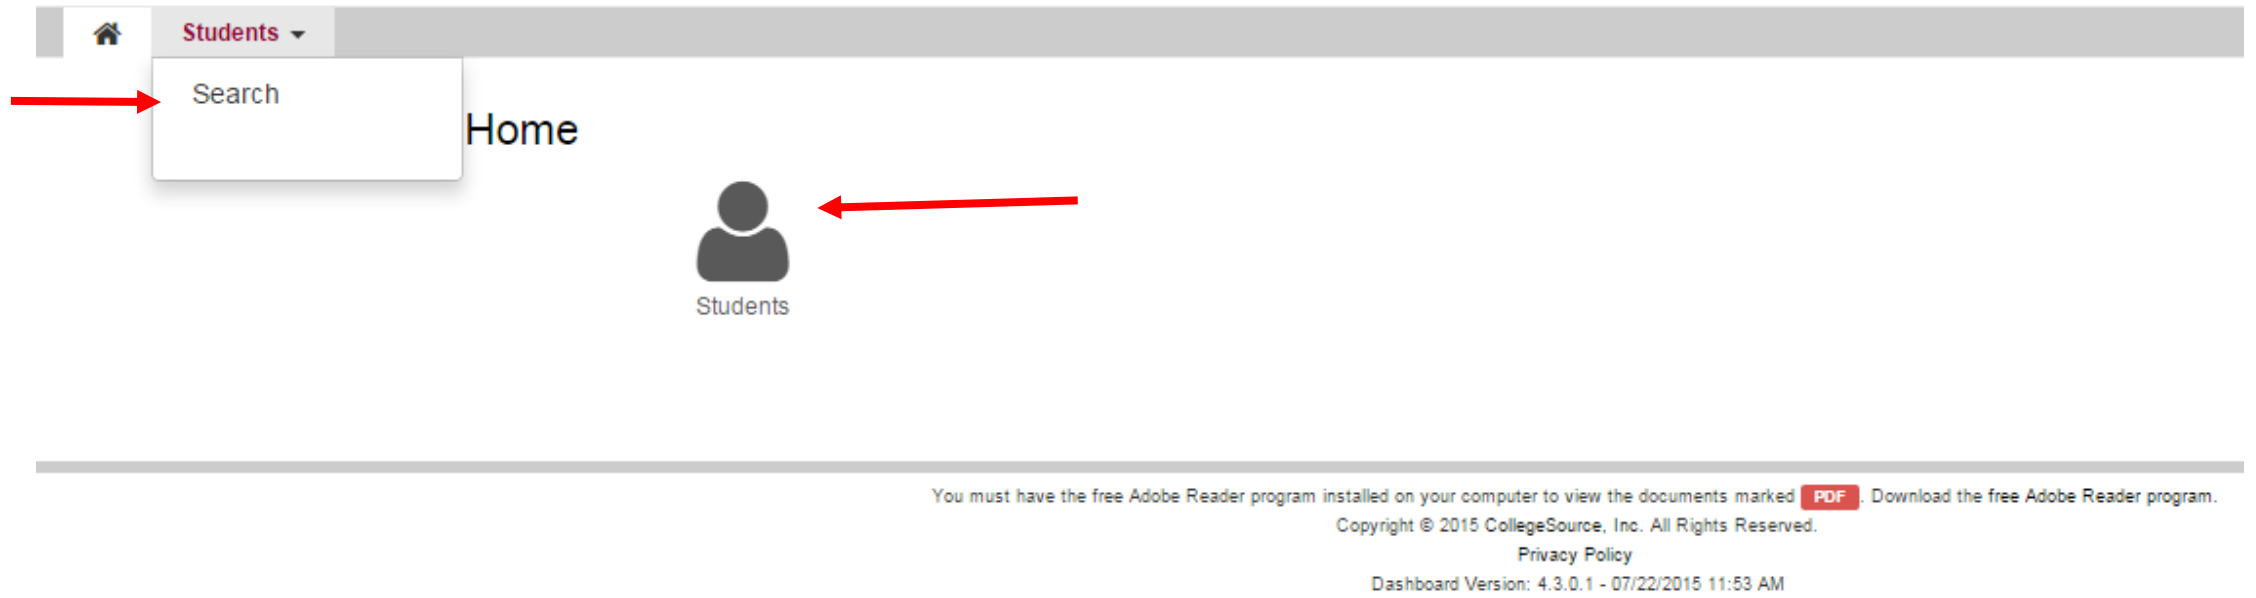 Students
Search
Home
Students
You must have the free Adobe Reader program installed on your computer to view the documents marked PDF . Download the free Adobe Reader program.
Copyright © 2015 CollegeSource, Inc. All Rights Reserved.
Privacy Policy
Dashboard Version: 4.3.0.1 - 07/22/2015 11:53 AM